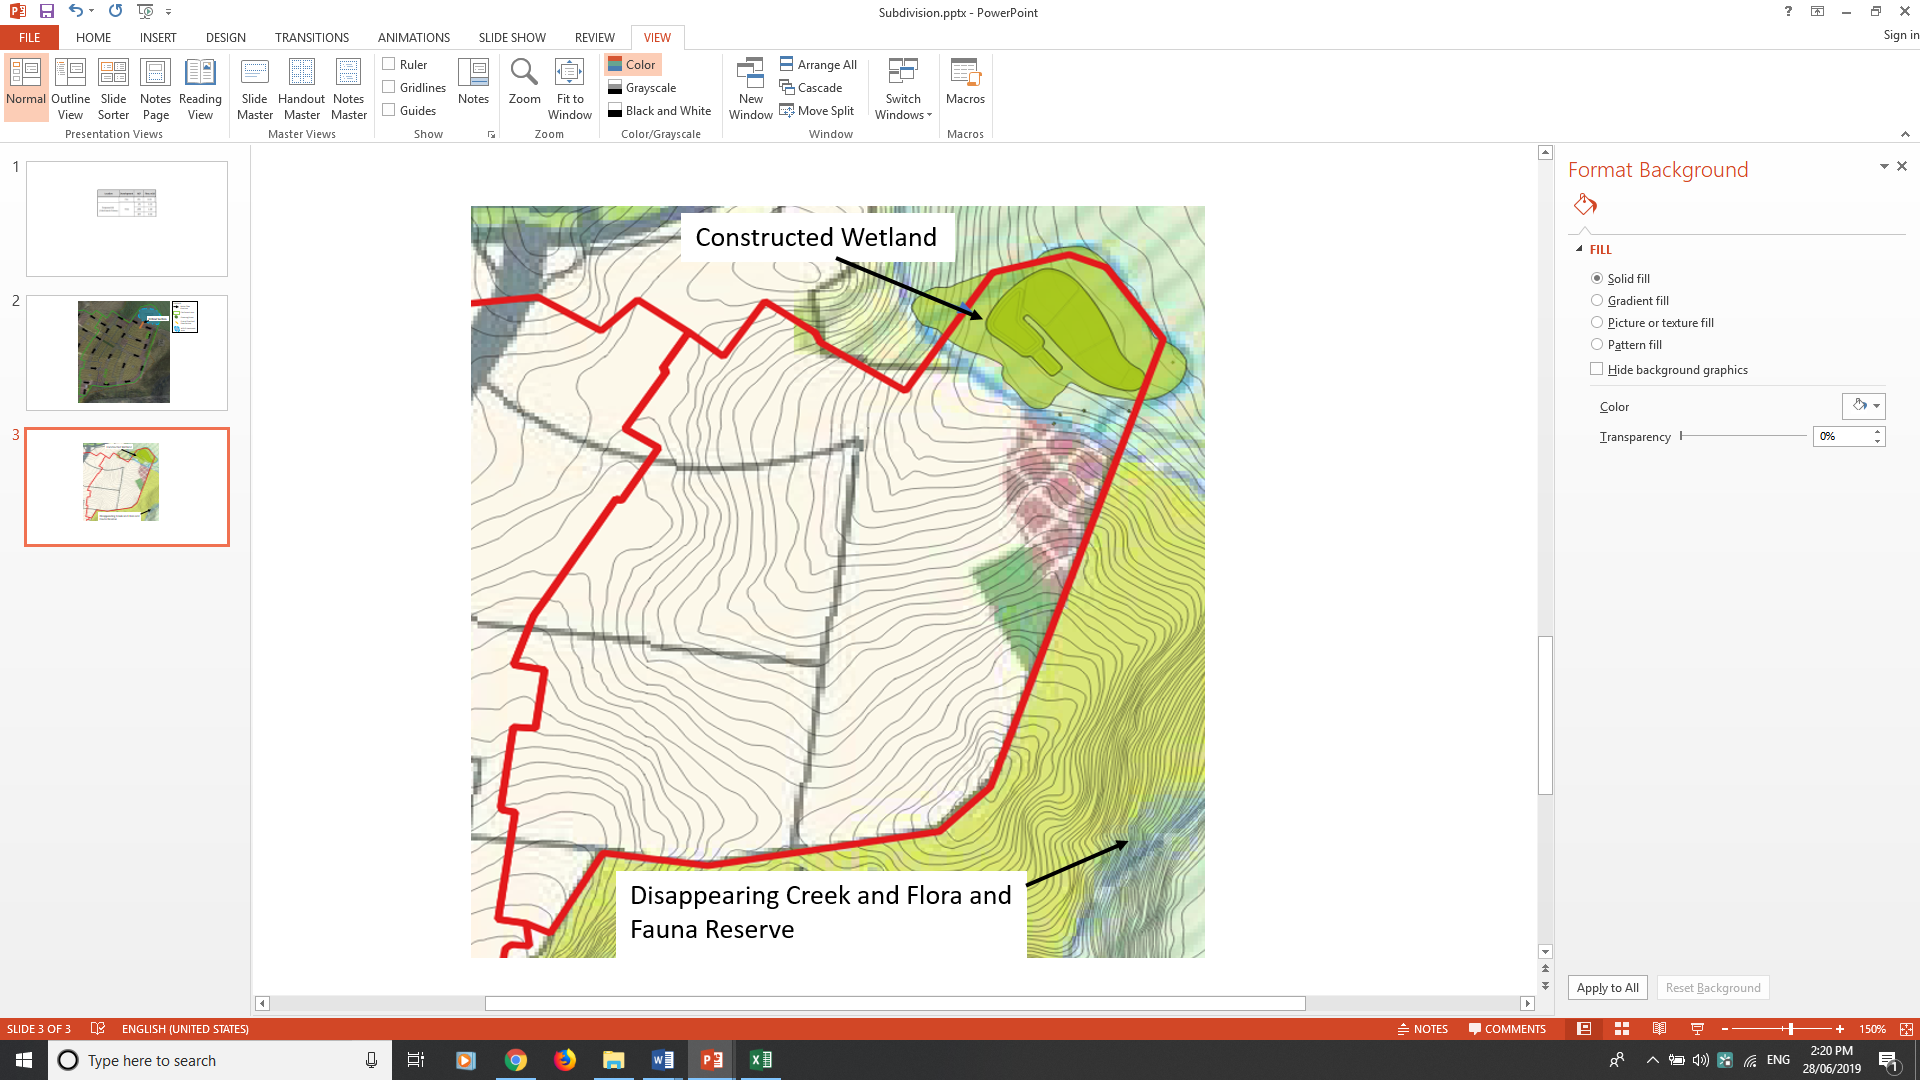 Subdivision.pptx - PowerPoint
?
Sign in
FILE
HOME
INSERT
DESIGN
TRANSITIONS
ANIMATIONS
SLIDE SHOW
REVIEW
VIEW
Normal
Outline View
Slide Sorter
Notes Page
Reading View
Presentation Views
Slide Master
Handout Master
Notes Master
Master Views
Ruler
Gridlines
Guides
Notes
Show
Zoom
Fit to Window
Zoom
Color
Grayscale
Black and White
Color/Grayscale
New Window
Arrange All
Cascade
Move Split
Switch Windows
Window
Macros
Macros
1
2
3
Constructed Wetland
Disappearing Creek and Flora and
Fauna Reserve
Format Background
FILL
Solid fill
Gradient fill
Picture or texture fill
Pattern fill
Hide background graphics
Color
Transparency
0%
Apply to All
Reset Background
SLIDE 3 OF 3
ENGLISH (UNITED STATES)
NOTES
COMMENTS
150%
Type here to search
ENG
2:20 PM
28/06/2019
1